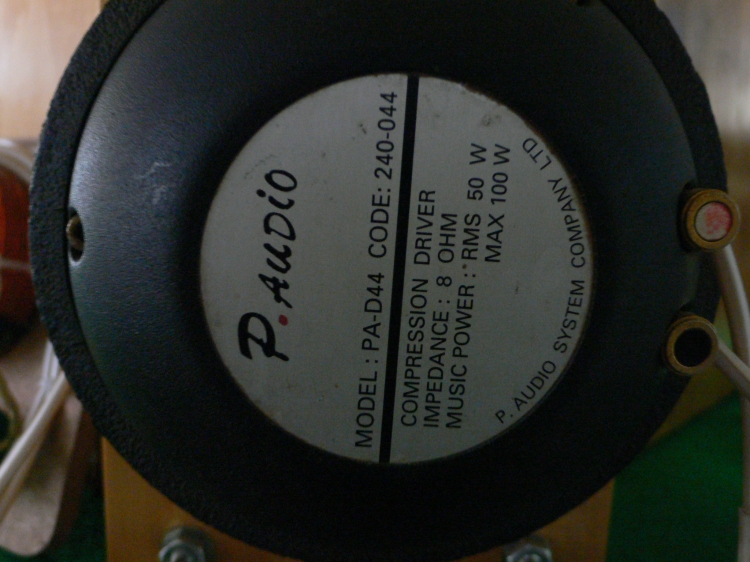 P.AUDiO
MODEL : PA-D44 CODE: 240-044
COMPRESSION DRIVER
IMPEDANCE : 8 OHM
MUSIC POWER : RMS 50 W
MAX 100 W
P. AUDIO SYSTEM COMPANY LTD